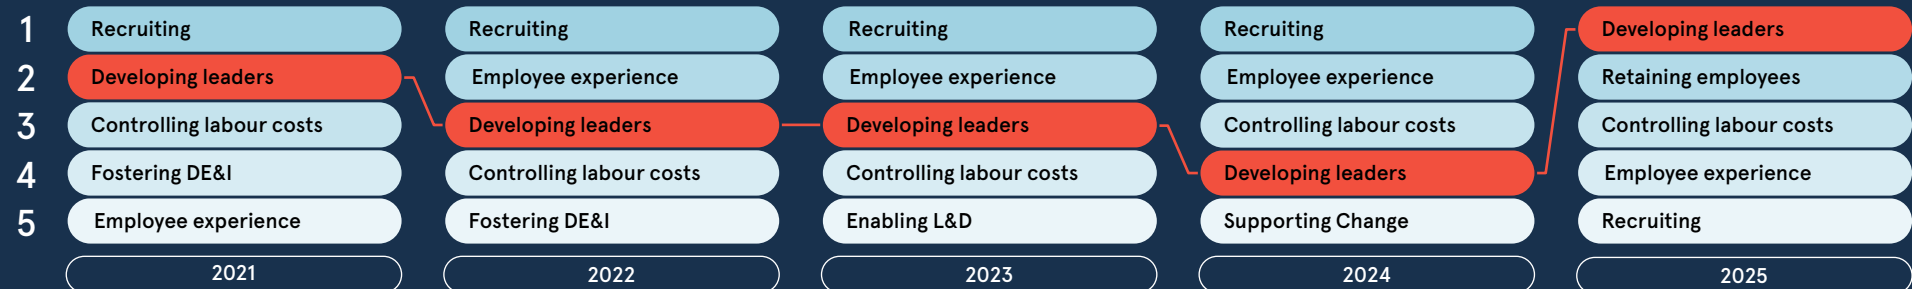 1 Recruiting Recruiting Recruiting Recruiting Developing leaders
2 Developing leaders Employee experience Employee experience Employee experience Retaining employees
3 Controlling labour costs Developing leaders Developing leaders Controlling labour costs Controlling labour costs
4 Fostering DE&I Controlling labour costs Controlling labour costs Developing leaders Employee experience
5 Employee experience Fostering DE&I Enabling L&D Supporting Change Recruiting
2021 2022 2023 2024 2025